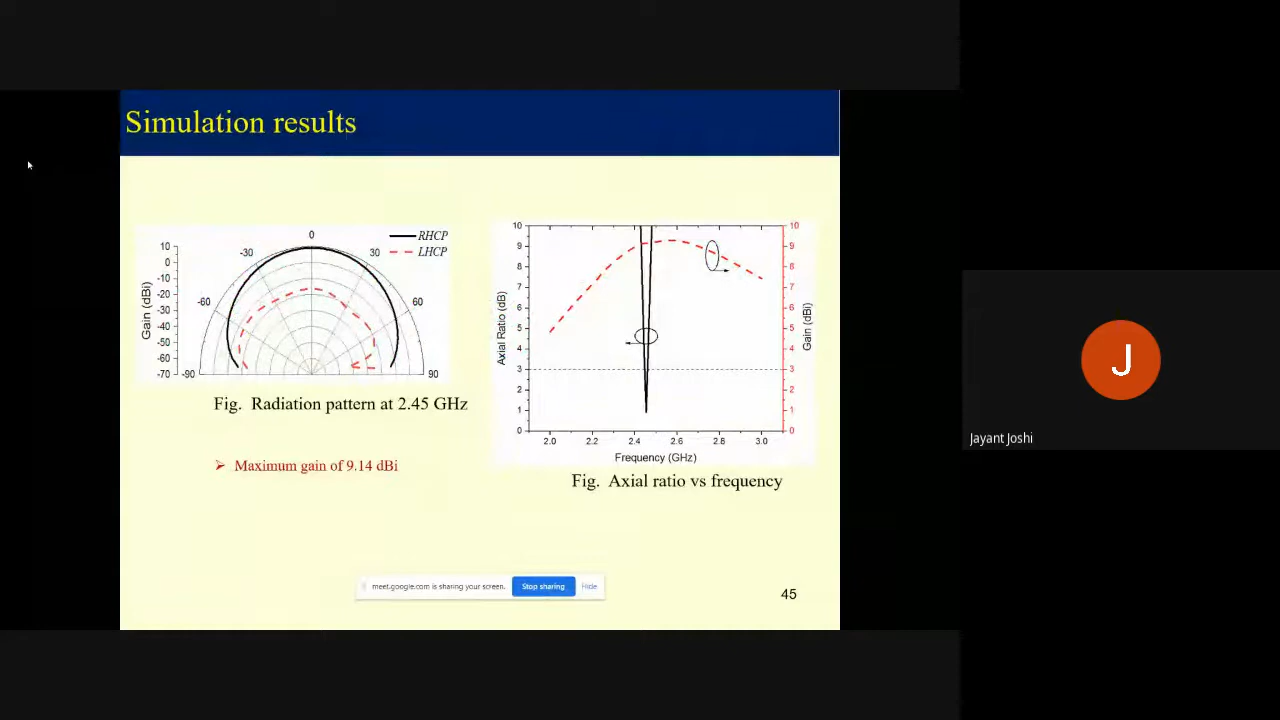 Simulation results
0
-30
30
-60
60
-90
90
RHCP
LHCP
10
0
-10
-20
-30
-40
-50
-60
-70
Gain (dBi)
Fig. Radiation pattern at 2.45 GHz
➢ Maximum gain of 9.14 dBi
10
9
8
7
6
5
4
3
2
1
0
Axial Ratio (dB)
10
9
8
7
6
5
4
3
2
1
0
Gain (dBi)
2.0 2.2 2.4 2.6 2.8 3.0
Frequency (GHz)
Fig. Axial ratio vs frequency
meet.google.com is sharing your screen. Stop sharing Hide
45
J
Jayant Joshi